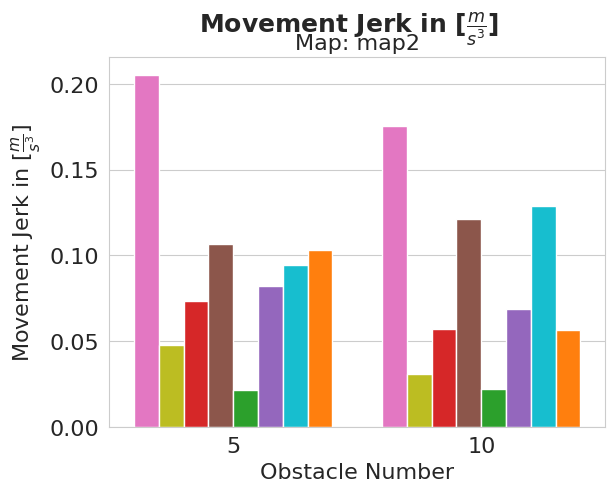 Movement Jerk in [m/s³]
Map: map2
Movement Jerk in [m/s³]
0.20
0.15
0.10
0.05
0.00
5 10
Obstacle Number